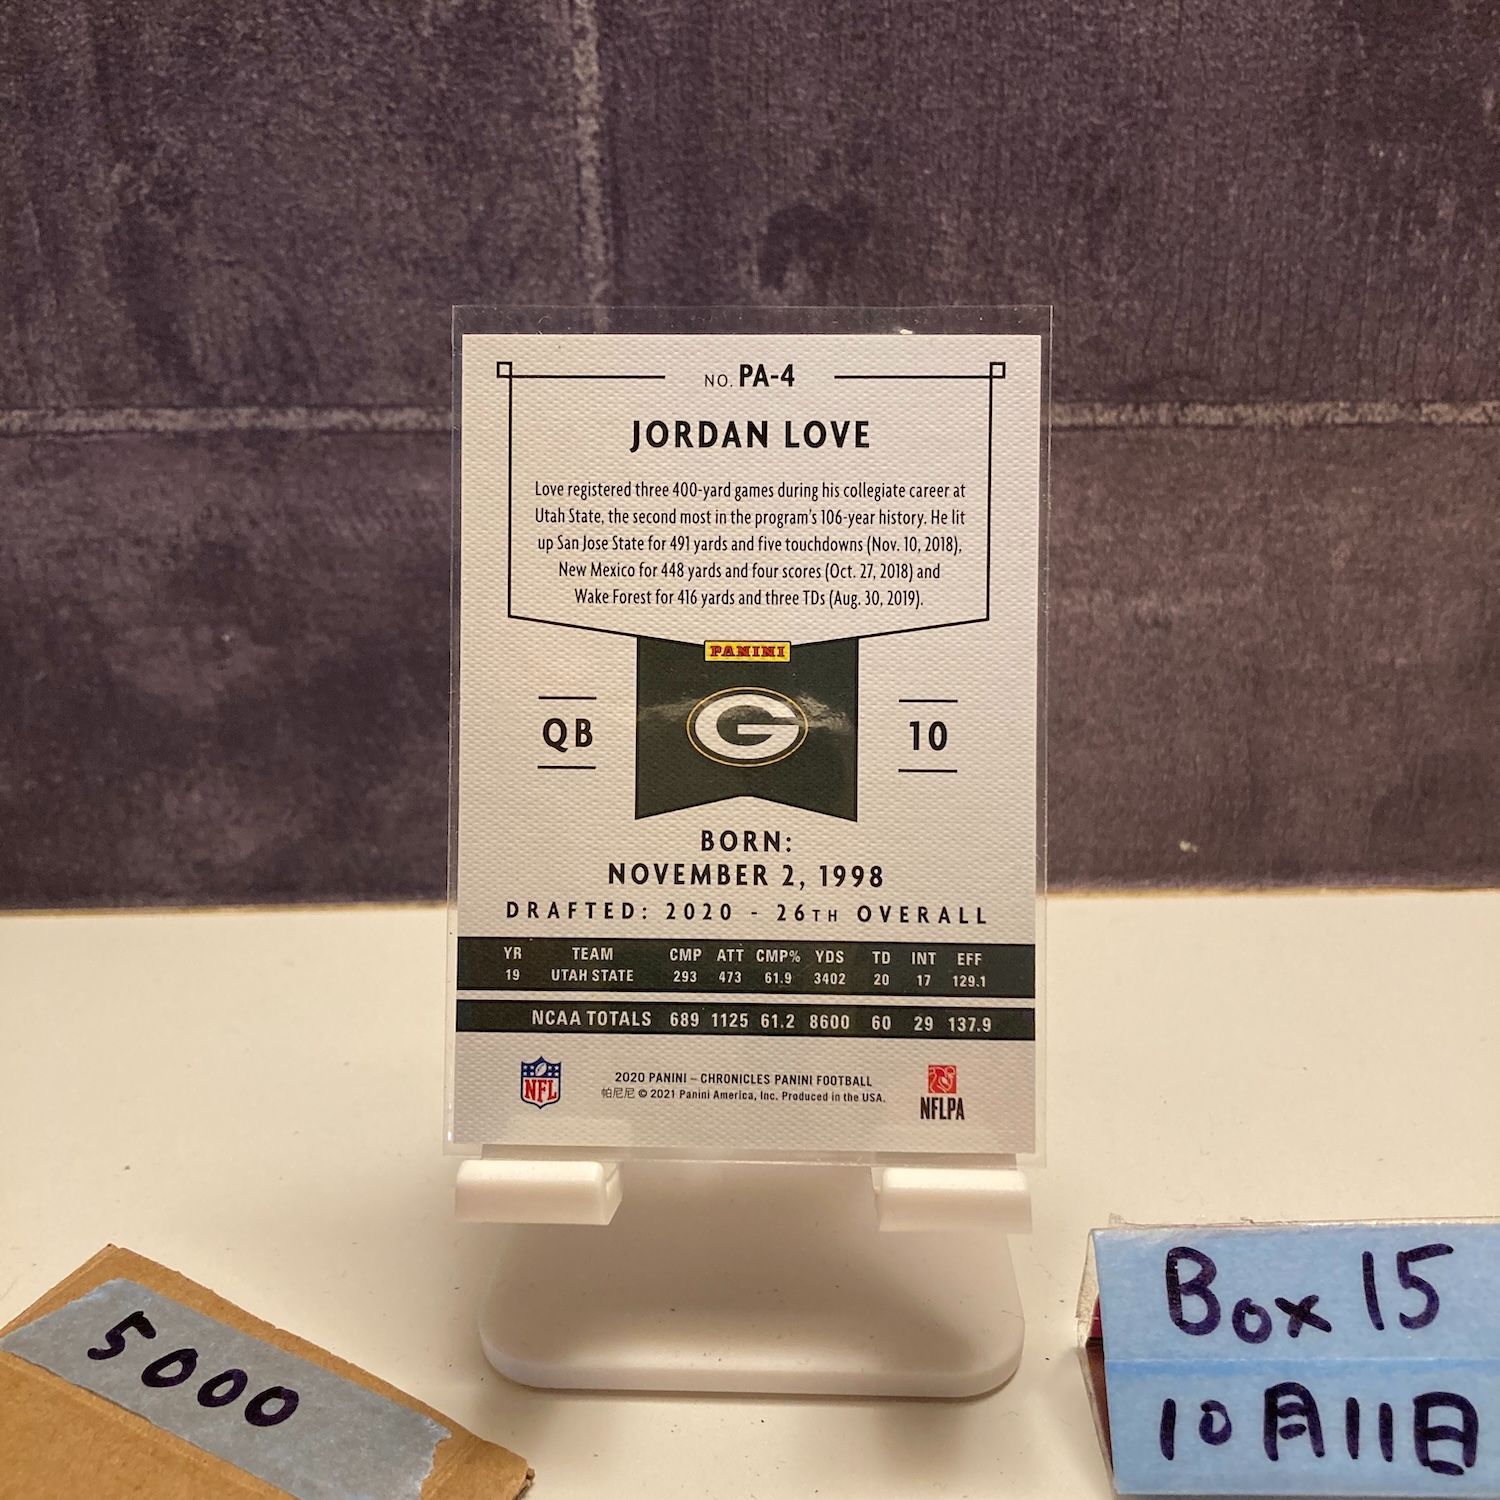 NO. PA-4
JORDAN LOVE
Love registered three 400-yard games during his collegiate career at
Utah State, the second most in the program's 106-year history. He lit
up San Jose State for 491 yards and five touchdowns (Nov. 10, 2018),
New Mexico for 448 yards and four scores (Oct. 27, 2018) and
Wake Forest for 416 yards and three TDs (Aug. 30, 2019).
PANINI
G
QB
10
BORN:
NOVEMBER 2, 1998
DRAFTED: 2020 - 26TH OVERALL
YR TEAM CMP ATT CMP% YDS TD INT EFF
19 UTAH STATE 293 473 61.9 3402 20 17 129.1
NCAA TOTALS 689 1125 61.2 8600 60 29 137.9
NFL
2020 PANINI – CHRONICLES PANINI FOOTBALL
帕尼尼 © 2021 Panini America, Inc. Produced in the USA.
NFLPA
5000
Box 15
10月11日